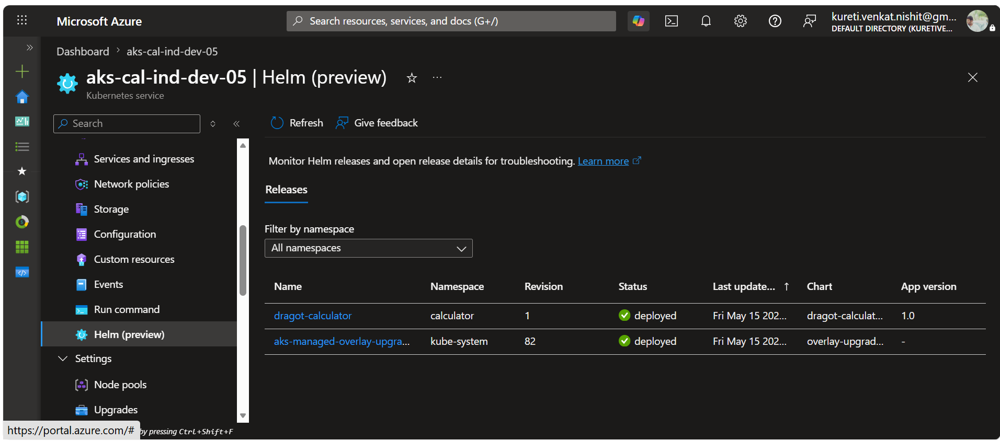 Microsoft Azure
Search resources, services, and docs (G+/)
kureti.venkat.nishit@gm...
DEFAULT DIRECTORY (KURETIVE...
Dashboard > aks-cal-ind-dev-05
aks-cal-ind-dev-05 | Helm (preview)
Kubernetes service
Search
Refresh
Give feedback
Services and ingresses
Network policies
Storage
Configuration
Custom resources
Events
Run command
Helm (preview)
Settings
Node pools
Upgrades
https://portal.azure.com/# by pressing Ctrl+Shift+F
Monitor Helm releases and open release details for troubleshooting. Learn more
Releases
Filter by namespace
All namespaces
Name Namespace Revision Status Last update... ↑ Chart App version
dragot-calculator calculator 1 deployed Fri May 15 202... dragot-calculat... 1.0
aks-managed-overlay-upgra... kube-system 82 deployed Fri May 15 202... overlay-upgrad... -